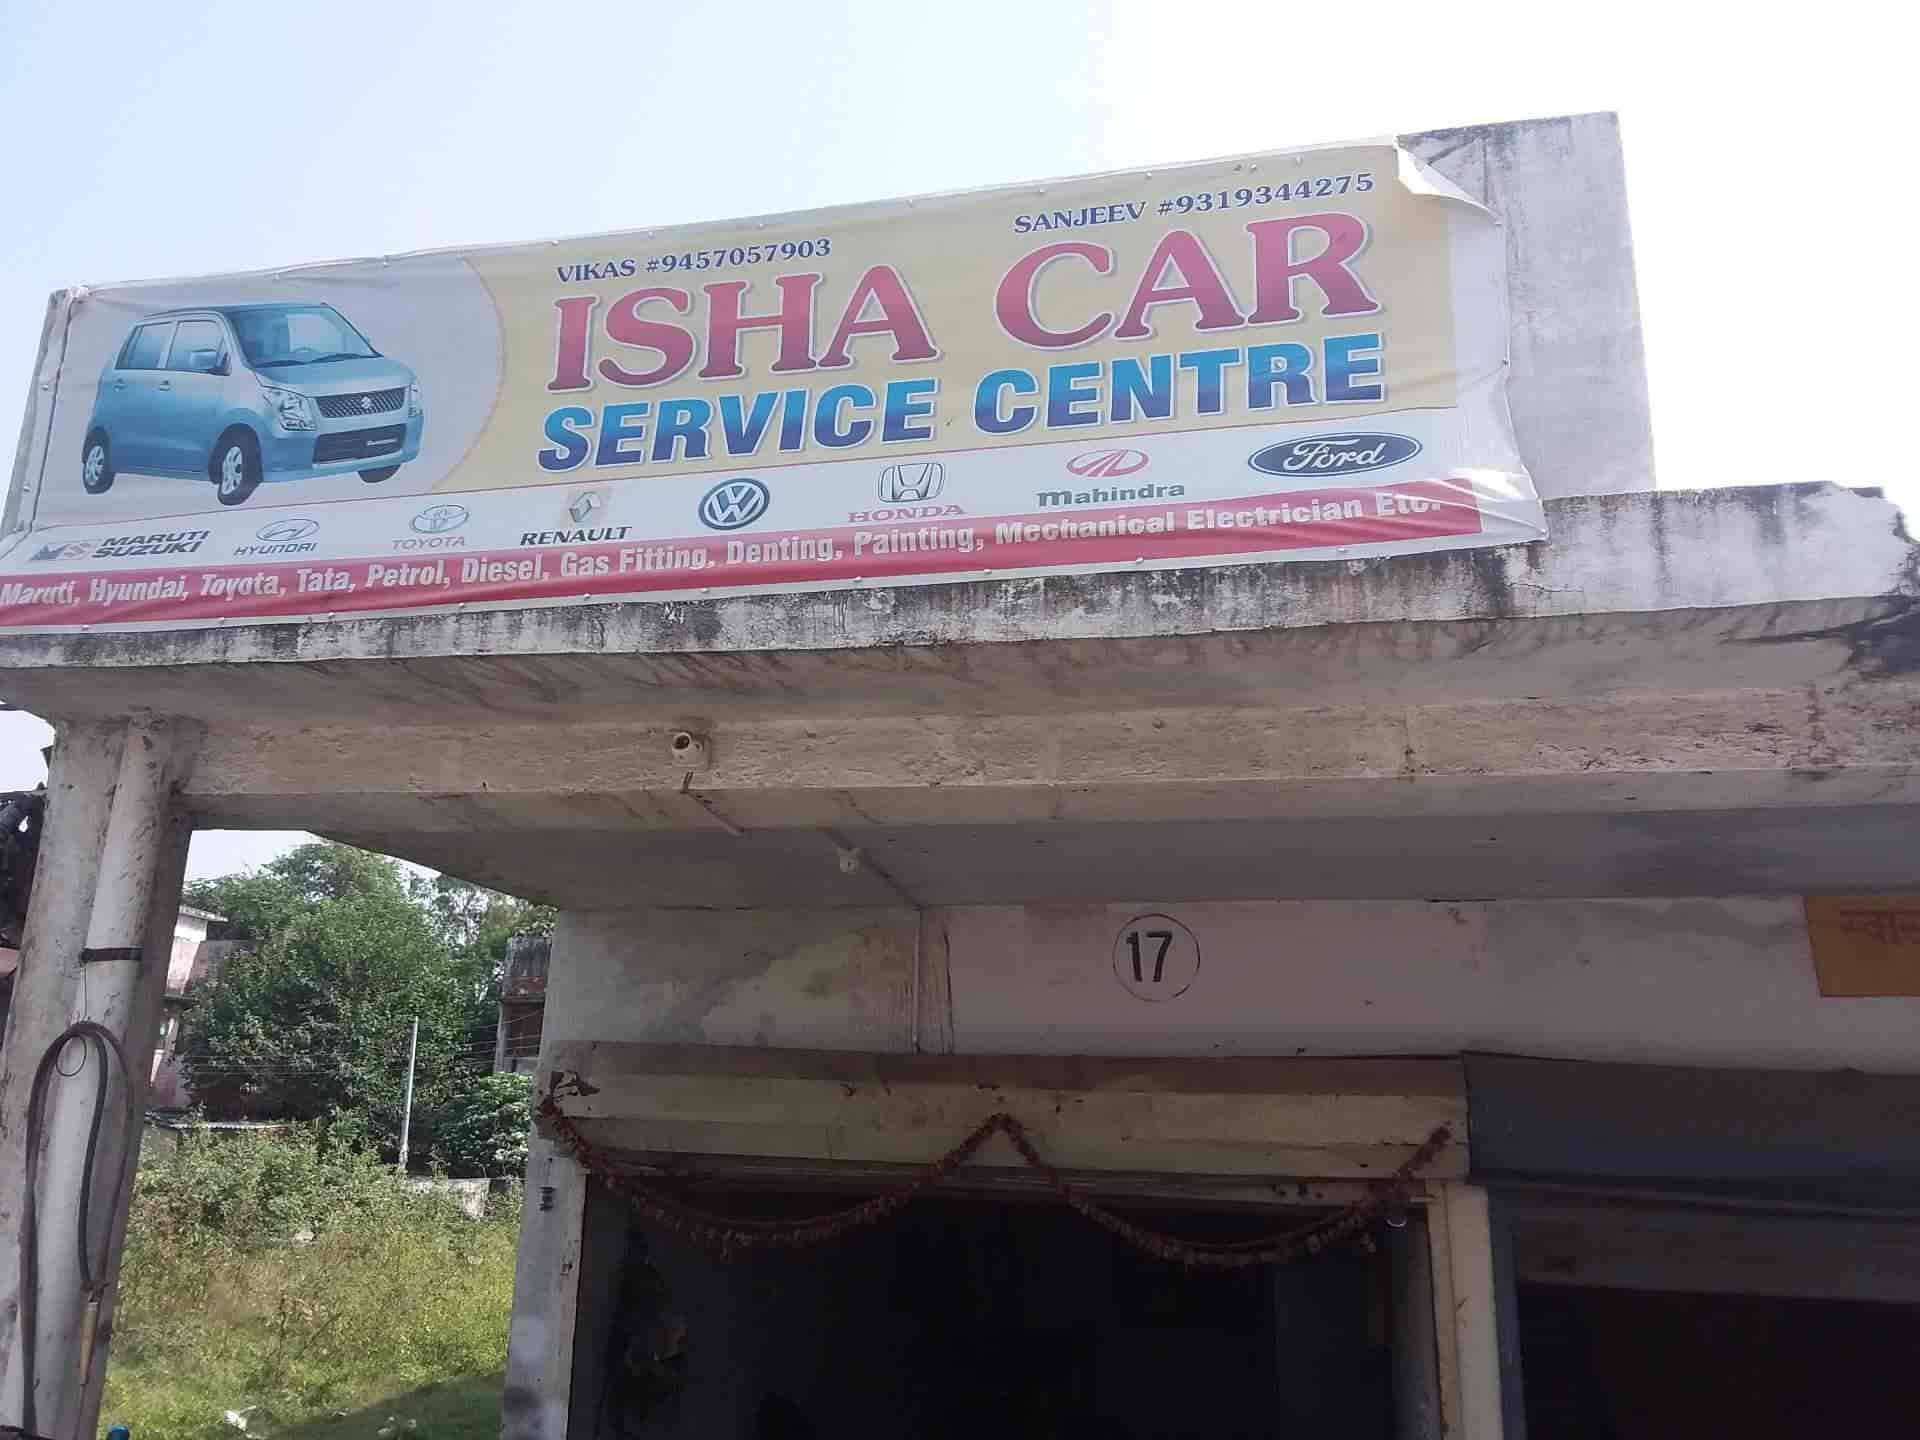 VIKAS #9457057903
SANJEEV #9319344275
ISHA CAR
SERVICE CENTRE
MARUTI SUZUKI HYUNDAI TOYOTA RENAULT HONDA Mahindra Ford
Maruti, Hyundai, Toyota, Tata, Petrol, Diesel, Gas Fitting, Denting, Painting, Mechanical Electrician Etc.
17